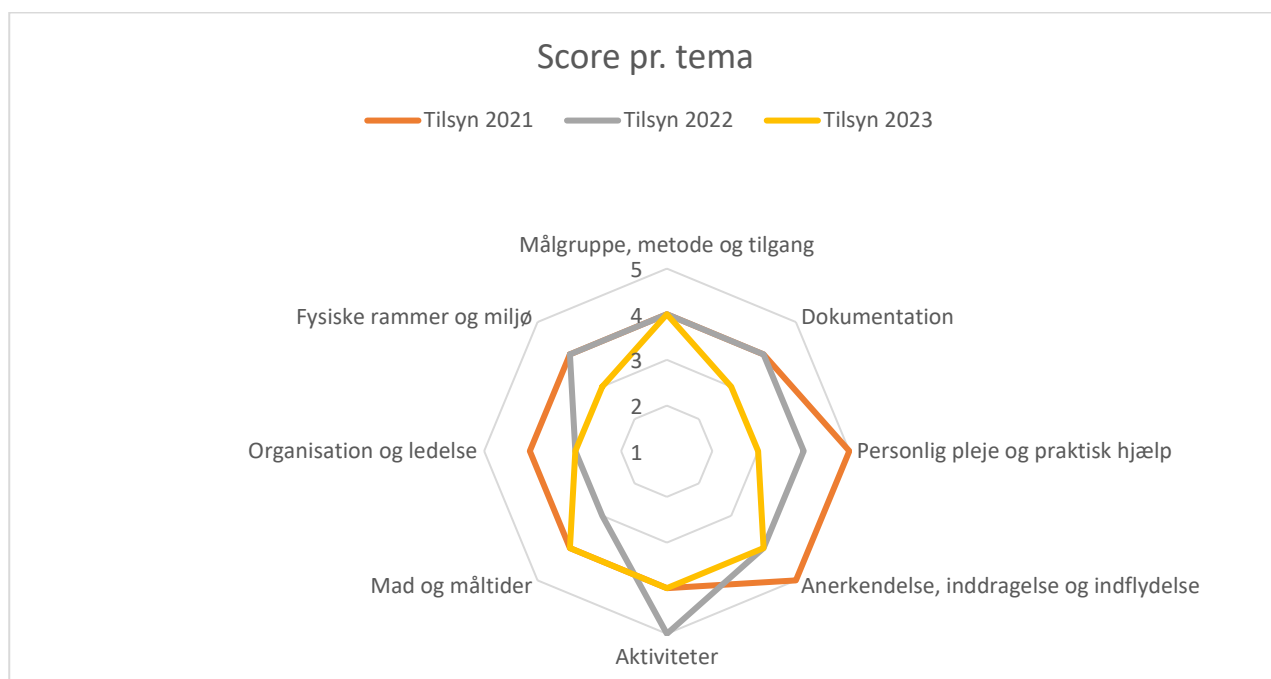 Score pr. tema
Tilsyn 2021 Tilsyn 2022 Tilsyn 2023
Målgruppe, metode og tilgang
5
Fysiske rammer og miljø 4 Dokumentation
3
2
Organisation og ledelse 1 Personlig pleje og praktisk hjælp
Mad og måltider Anerkendelse, inddragelse og indflydelse
Aktiviteter